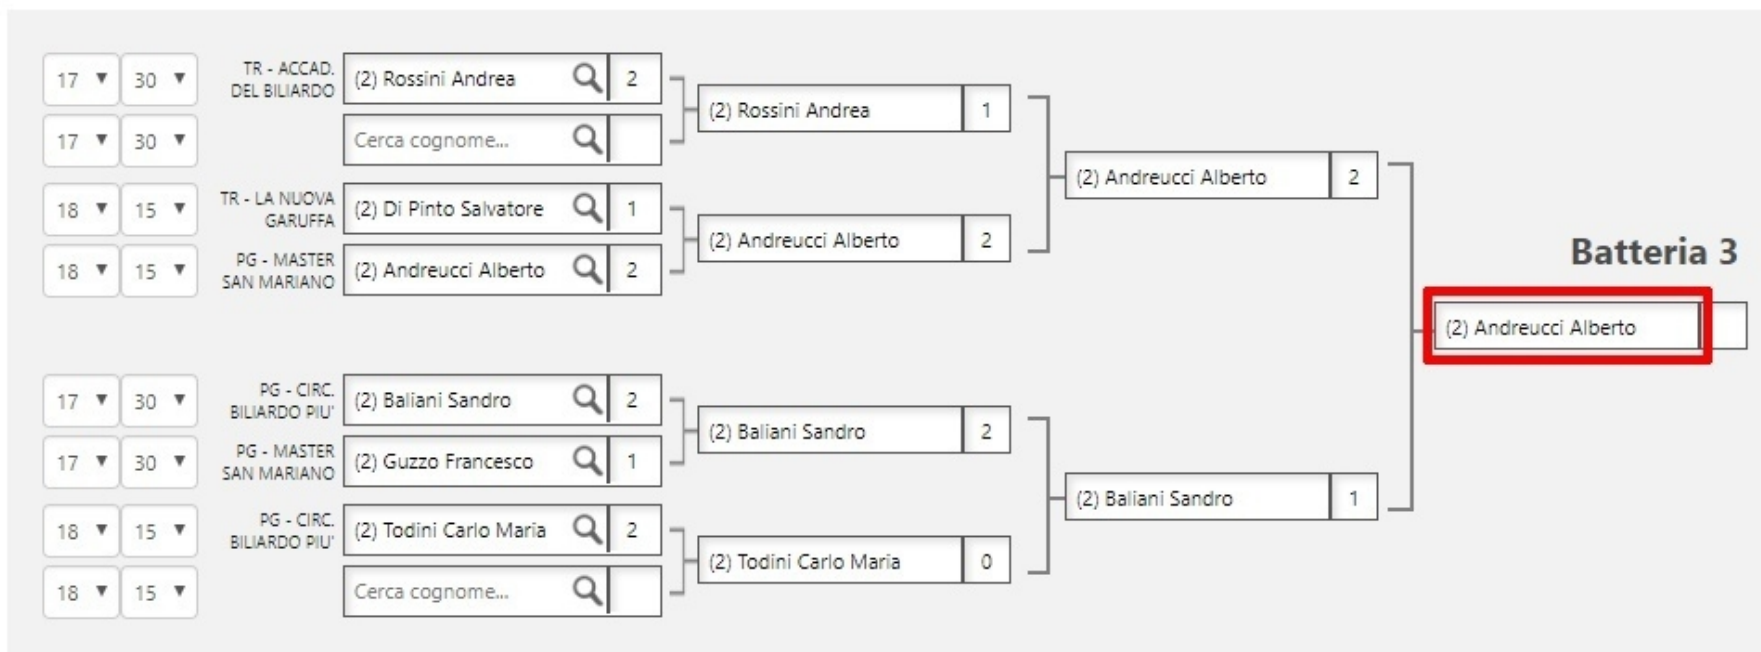 17 ▼ 30 ▼ TR - ACCAD. DEL BILIARDO (2) Rossini Andrea 2
(2) Rossini Andrea 1
17 ▼ 30 ▼ Cerca cognome...
(2) Andreucci Alberto 2
18 ▼ 15 ▼ TR - LA NUOVA GARUFFA (2) Di Pinto Salvatore 1
(2) Andreucci Alberto 2
18 ▼ 15 ▼ PG - MASTER SAN MARIANO (2) Andreucci Alberto 2
Batteria 3
(2) Andreucci Alberto
17 ▼ 30 ▼ PG - CIRC. BILIARDO PIU' (2) Baliani Sandro 2
(2) Baliani Sandro 2
17 ▼ 30 ▼ PG - MASTER SAN MARIANO (2) Guzzo Francesco 1
(2) Baliani Sandro 1
18 ▼ 15 ▼ PG - CIRC. BILIARDO PIU' (2) Todini Carlo Maria 2
(2) Todini Carlo Maria 0
18 ▼ 15 ▼ Cerca cognome...